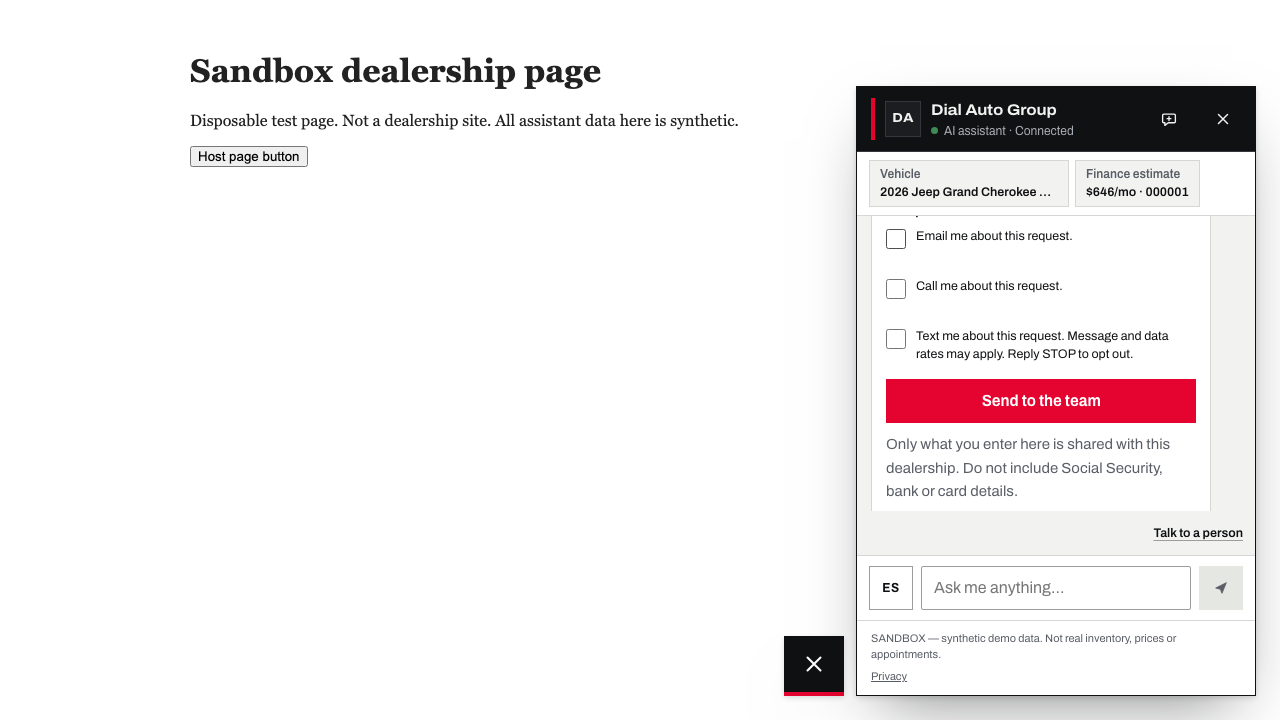 Sandbox dealership page
Disposable test page. Not a dealership site. All assistant data here is synthetic.
Host page button
DA
Dial Auto Group
AI assistant · Connected
Vehicle
2026 Jeep Grand Cherokee ...
Finance estimate
$646/mo · 000001
Email me about this request.
Call me about this request.
Text me about this request. Message and data
rates may apply. Reply STOP to opt out.
Send to the team
Only what you enter here is shared with this
dealership. Do not include Social Security,
bank or card details.
Talk to a person
ES
Ask me anything...
SANDBOX — synthetic demo data. Not real inventory, prices or
appointments.
Privacy